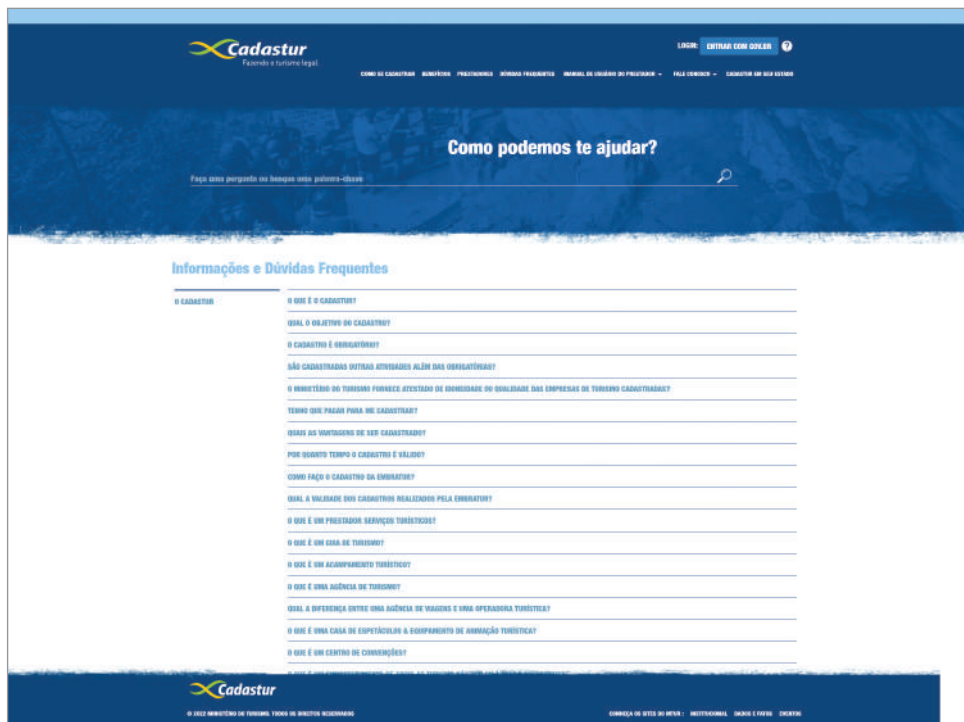 Cadastur
Fazendo o turismo legal
LOGIN: ENTRAR COM GOV.BR ?
COMO SE CADASTRAR BENEFÍCIOS PRESTADORES DÚVIDAS FREQUENTES MANUAL DE USUÁRIO DO PRESTADOR FALE CONOSCO CADASTUR EM SEU ESTADO
Como podemos te ajudar?
Faça uma pergunta ou busque uma palavra-chave
Informações e Dúvidas Frequentes
O CADASTUR
O QUE É O CADASTUR?
QUAL O OBJETIVO DO CADASTRO?
O CADASTRO É OBRIGATÓRIO?
SÃO CADASTRADAS OUTRAS ATIVIDADES ALÉM DAS OBRIGATÓRIAS?
O MINISTÉRIO DO TURISMO FORNECE ATESTADO DE IDONEIDADE OU QUALIDADE DAS EMPRESAS DE TURISMO CADASTRADAS?
TENHO QUE PAGAR PARA ME CADASTRAR?
QUAIS AS VANTAGENS DE SER CADASTRADO?
POR QUANTO TEMPO O CADASTRO É VÁLIDO?
COMO FAÇO O CADASTRO DA EMBRATUR?
QUAL A VALIDADE DOS CADASTROS REALIZADOS PELA EMBRATUR?
O QUE É UM PRESTADOR SERVIÇOS TURÍSTICOS?
O QUE É UM GUIA DE TURISMO?
O QUE É UM ACAMPAMENTO TURÍSTICO?
O QUE É UMA AGÊNCIA DE TURISMO?
QUAL A DIFERENÇA ENTRE UMA AGÊNCIA DE VIAGENS E UMA OPERADORA TURÍSTICA?
O QUE É UMA CASA DE ESPETÁCULOS & EQUIPAMENTO DE ANIMAÇÃO TURÍSTICA?
O QUE É UM CENTRO DE CONVENÇÕES?
Cadastur
© 2022 MINISTÉRIO DO TURISMO. TODOS OS DIREITOS RESERVADOS
CONHEÇA OS SITES DO MTUR : INSTITUCIONAL DADOS E FATOS EVENTOS